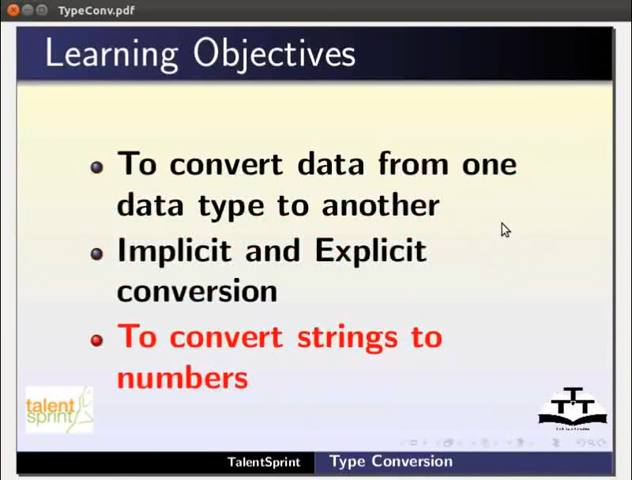 TypeConv.pdf
Learning Objectives
To convert data from one
data type to another
Implicit and Explicit
conversion
To convert strings to
numbers
talent
sprint
TTT
TalentSprint
Type Conversion